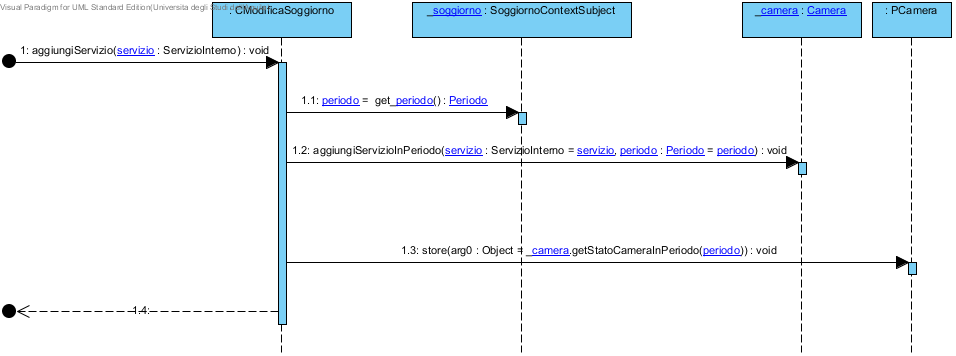 Visual Paradigm for UML Standard Edition(Universita degli Studi
: CModificaSoggiorno
_soggiorno : SoggiornoContextSubject
_camera : Camera
: PCamera
1: aggiungiServizio(servizio : ServizioInterno) : void
1.1: periodo = get_periodo() : Periodo
1.2: aggiungiServizioInPeriodo(servizio : ServizioInterno = servizio, periodo : Periodo = periodo) : void
1.3: store(arg0 : Object = _camera.getStatoCameraInPeriodo(periodo)) : void
1.4: